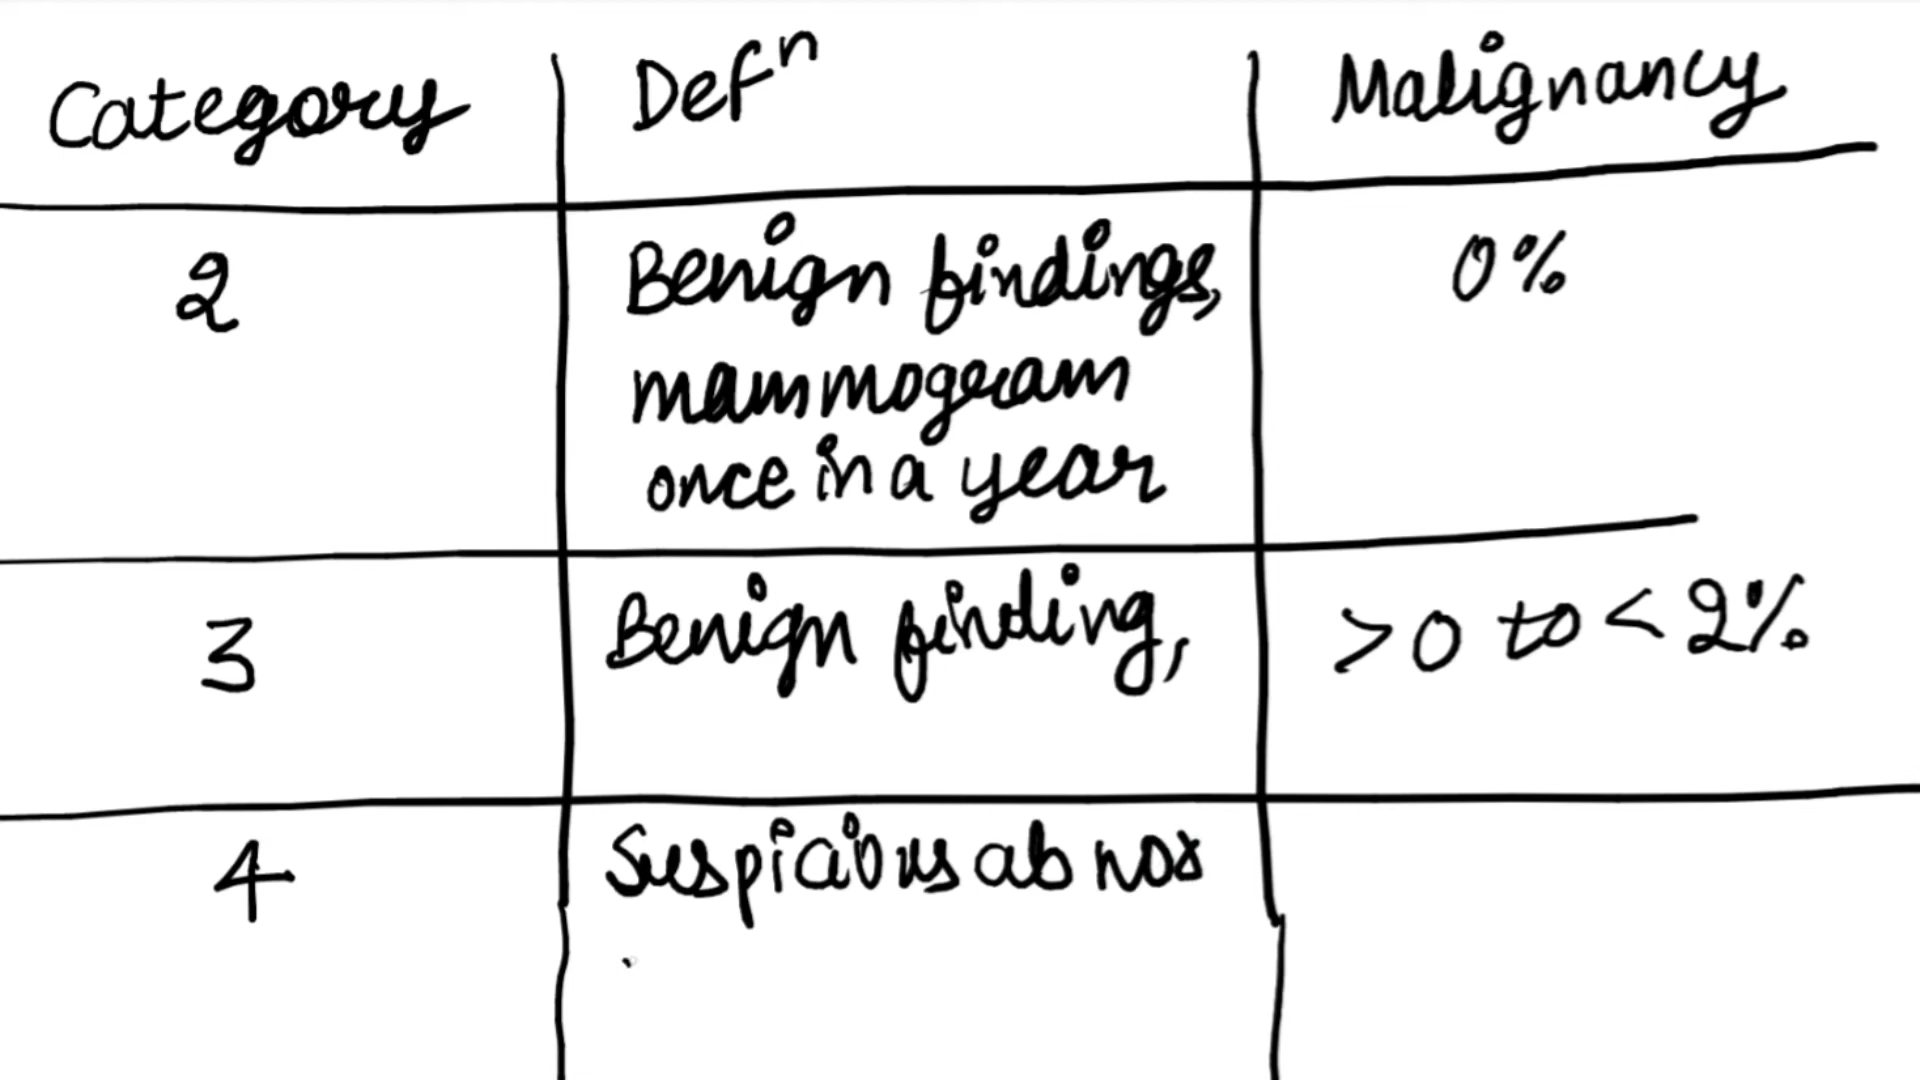 Category Defn Malignancy
2 Benign findings, 0%
mammogram
once in a year
3 Benign finding, >0 to <2%
4 Suspicious abnor